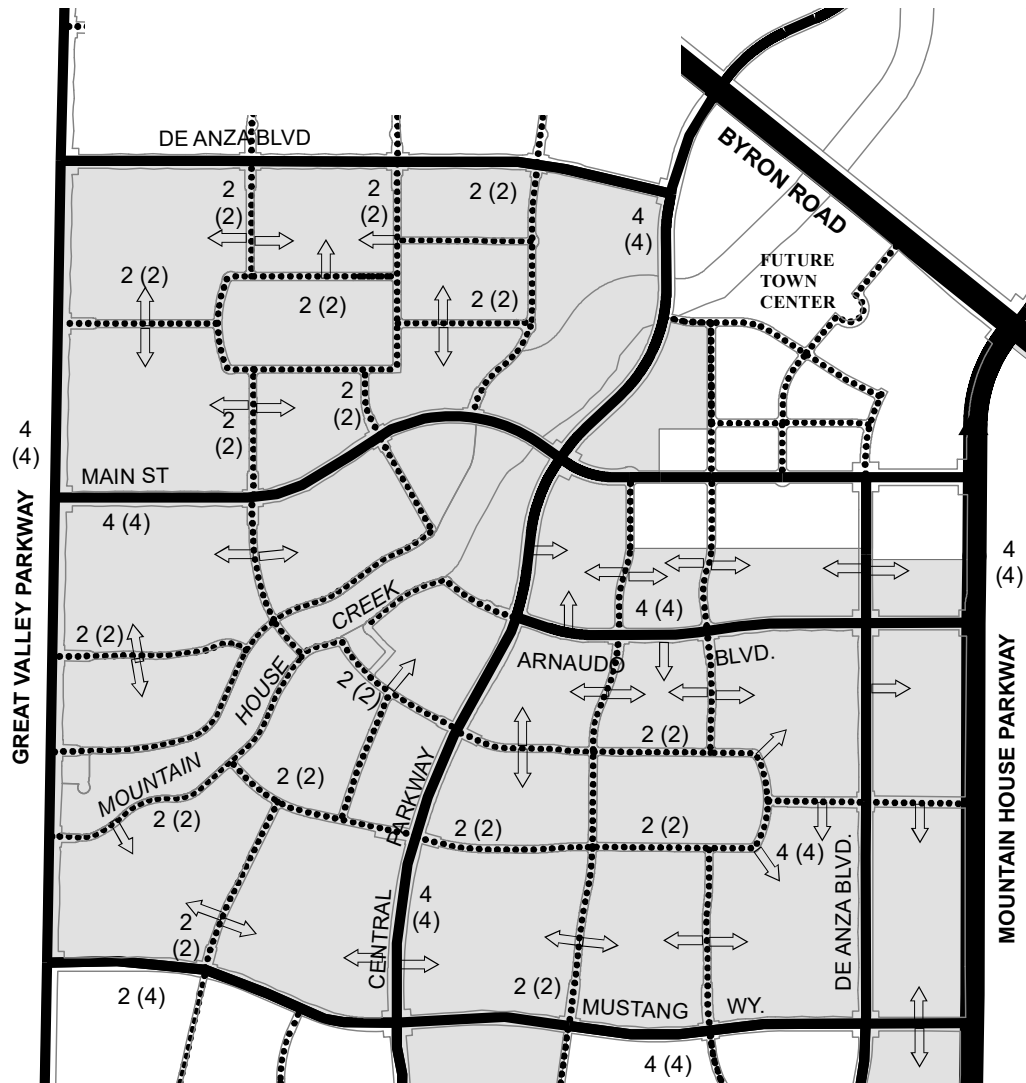 DE ANZA BLVD
BYRON ROAD
2
(2)
2
(2)
2 (2)
4
(4)
FUTURE
TOWN
CENTER
2 (2)
2 (2)
2 (2)
2
(2)
2
(2)
4
(4)
MAIN ST
4 (4)
GREAT VALLEY PARKWAY
4
(4)
CREEK
4 (4)
2 (2)
ARNAUDO
BLVD.
HOUSE
2 (2)
MOUNTAIN HOUSE PARKWAY
2 (2)
2 (2)
MOUNTAIN
2 (2)
PARKWAY
2 (2)
2 (2)
4 (4)
DE ANZA BLVD.
4
(4)
CENTRAL
2
(2)
2 (2)
2 (4)
MUSTANG
WY.
4 (4)